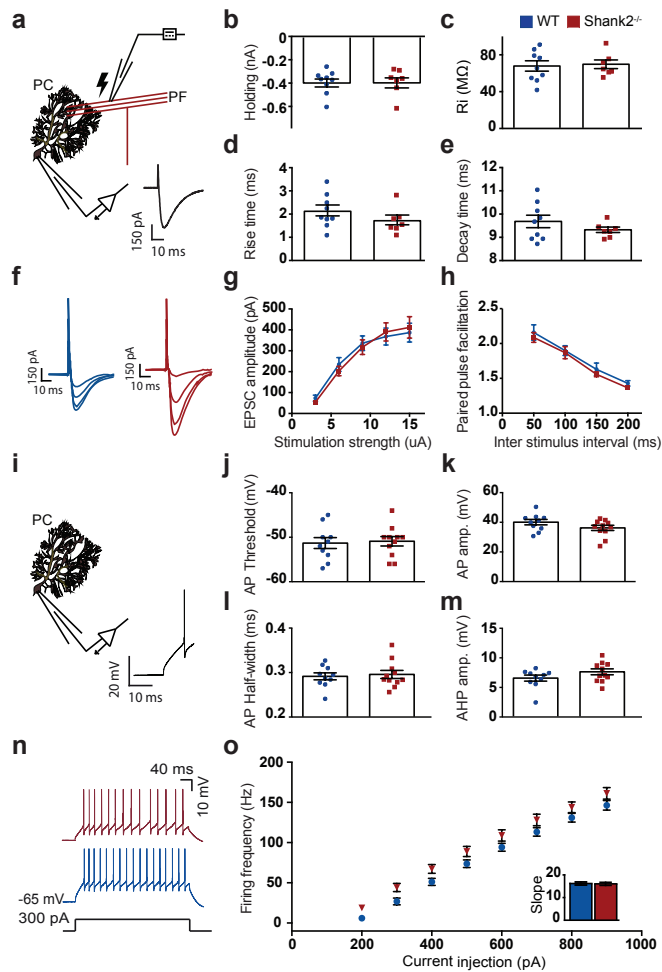 WT Shank2-/-
a
PC
PF
150 pA
10 ms
b
Holding (nA)
0.0
-0.2
-0.4
-0.6
c
Ri (MΩ)
120
80
40
0
d
Rise time (ms)
4
3
2
1
0
e
Decay time (ms)
12
11
10
9
8
f
150 pA
10 ms
150 pA
10 ms
g
EPSC amplitude (pA)
500
400
300
200
100
0
0 5 10 15
Stimulation strength (uA)
h
Paired pulse facilitation
2.5
2.0
1.5
1.0
0 50 100 150 200
Inter stimulus interval (ms)
i
PC
20 mV
10 ms
j
AP Threshold (mV)
-40
-50
-60
k
AP amp. (mV)
60
40
20
0
l
AP Half-width (ms)
0.4
0.3
0.2
m
AHP amp. (mV)
15
10
5
0
n
40 ms
10 mV
-65 mV
300 pA
o
Firing frequency (Hz)
200
150
100
50
0
0 200 400 600 800 1000
Current injection (pA)
Slope
20
10
0